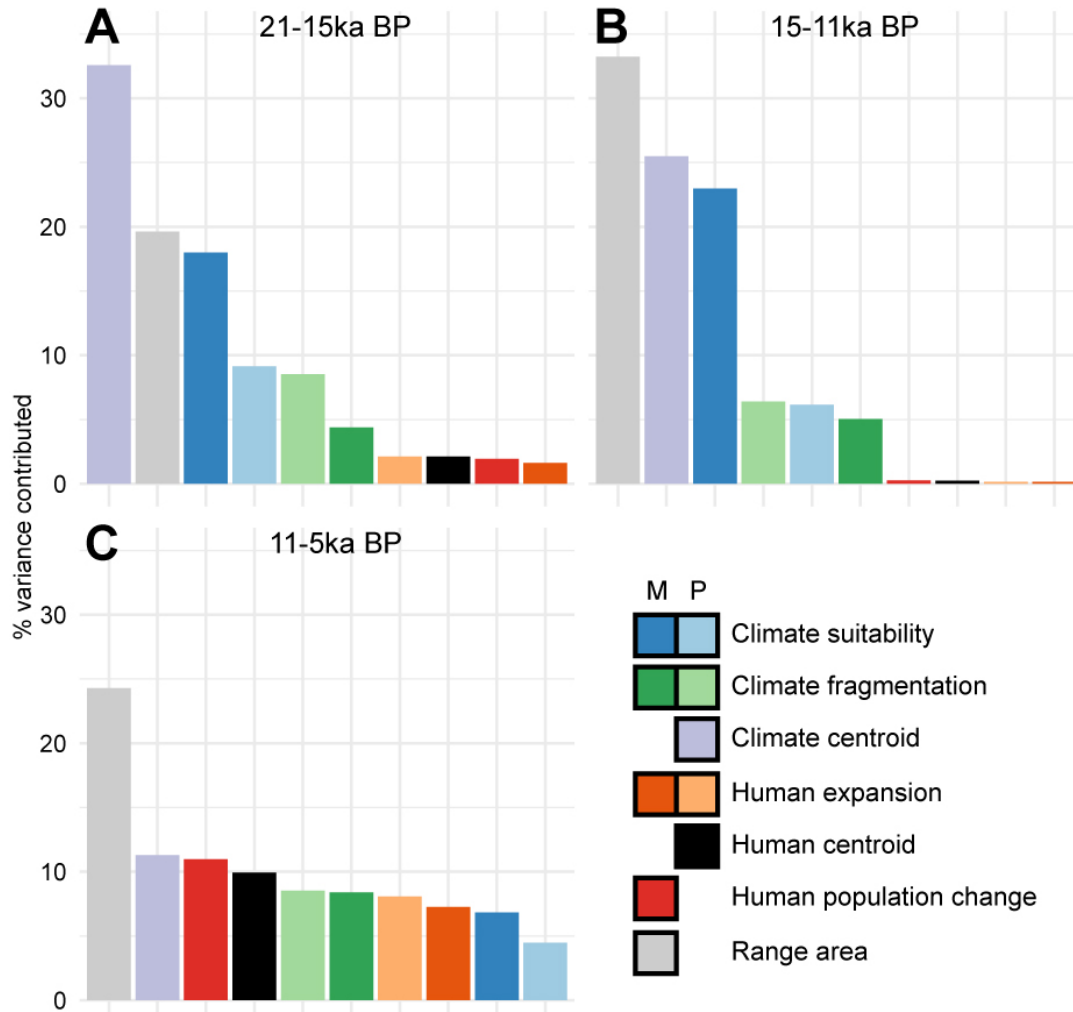 A
21-15ka BP
B
15-11ka BP
30
20
10
0
% variance contributed
C
11-5ka BP
30
20
10
0
M P
Climate suitability
Climate fragmentation
Climate centroid
Human expansion
Human centroid
Human population change
Range area